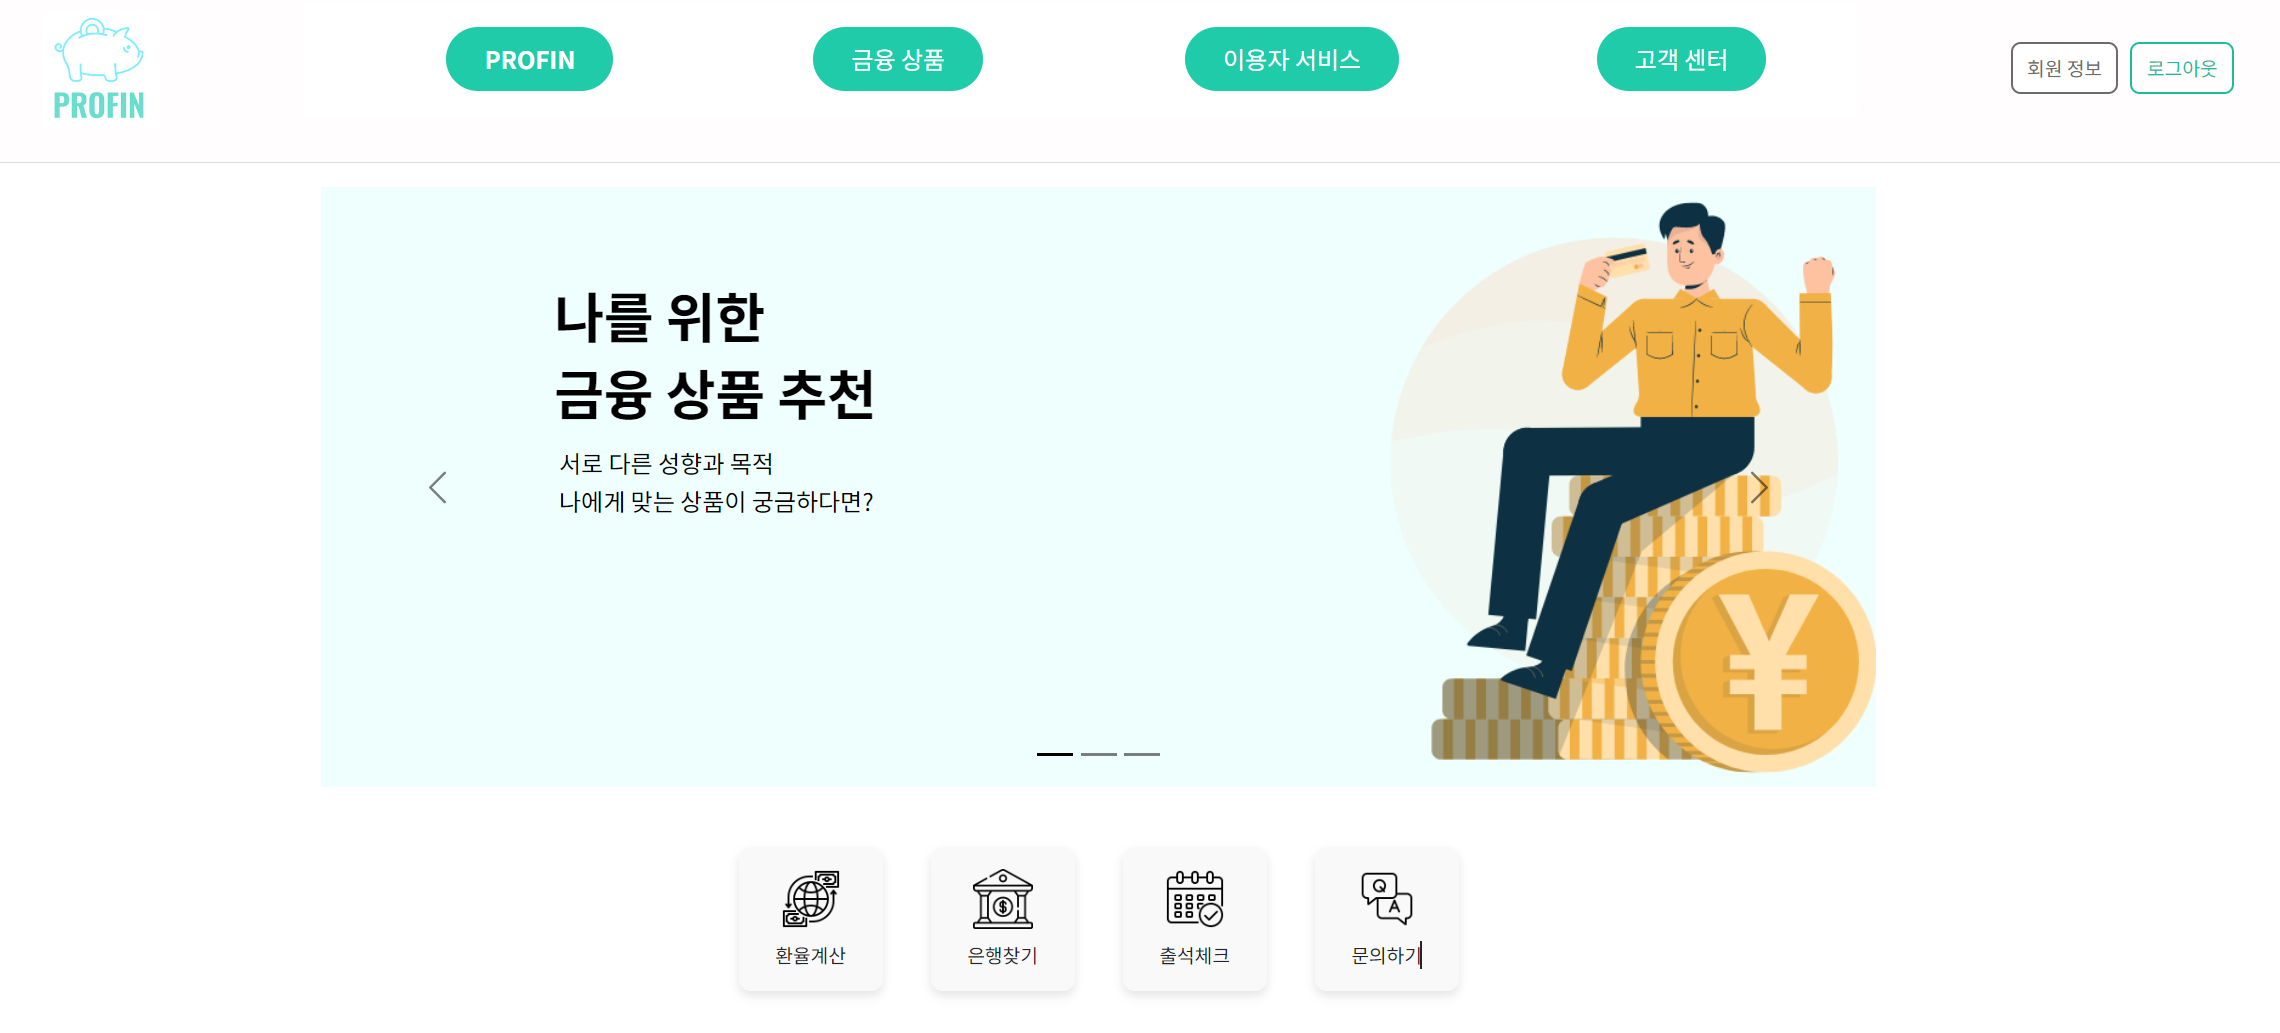 PROFIN
PROFIN
금융 상품
이용자 서비스
고객 센터
회원 정보
로그아웃
나를 위한
금융 상품 추천
서로 다른 성향과 목적
나에게 맞는 상품이 궁금하다면?
¥
환율계산
은행찾기
출석체크
Q
A
문의하기